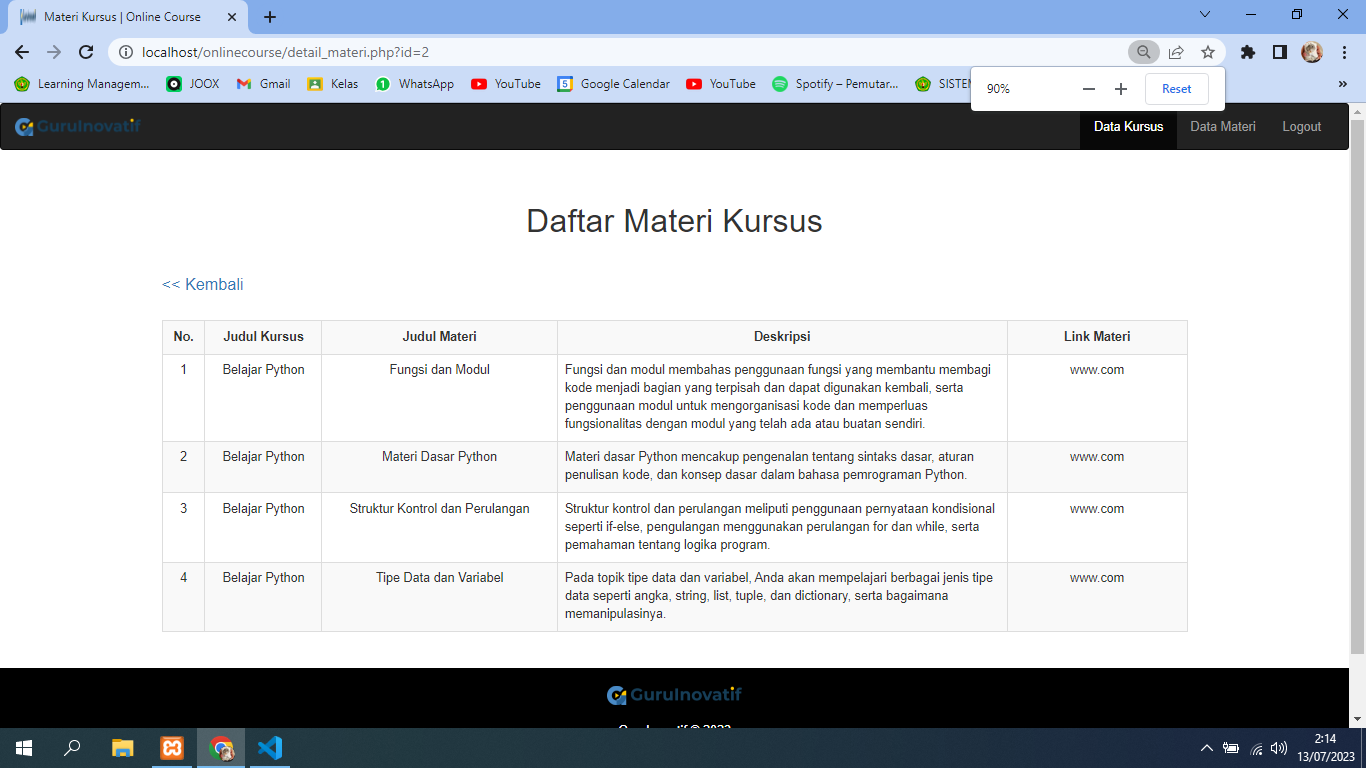 Materi Kursus | Online Course
localhost/onlinecourse/detail_materi.php?id=2
Learning Managem... JOOX Gmail Kelas WhatsApp YouTube Google Calendar YouTube Spotify – Pemutar... SISTEM »
90% Reset
GuruInovatif Data Kursus Data Materi Logout
Daftar Materi Kursus
<< Kembali
No. Judul Kursus Judul Materi Deskripsi Link Materi
1 Belajar Python Fungsi dan Modul Fungsi dan modul membahas penggunaan fungsi yang membantu membagi www.com
kode menjadi bagian yang terpisah dan dapat digunakan kembali, serta
penggunaan modul untuk mengorganisasi kode dan memperluas
fungsionalitas dengan modul yang telah ada atau buatan sendiri.
2 Belajar Python Materi Dasar Python Materi dasar Python mencakup pengenalan tentang sintaks dasar, aturan www.com
penulisan kode, dan konsep dasar dalam bahasa pemrograman Python.
3 Belajar Python Struktur Kontrol dan Perulangan Struktur kontrol dan perulangan meliputi penggunaan pernyataan kondisional www.com
seperti if-else, pengulangan menggunakan perulangan for dan while, serta
pemahaman tentang logika program.
4 Belajar Python Tipe Data dan Variabel Pada topik tipe data dan variabel, Anda akan mempelajari berbagai jenis tipe www.com
data seperti angka, string, list, tuple, dan dictionary, serta bagaimana
memanipulasinya.
GuruInovatif
2:14
13/07/2023